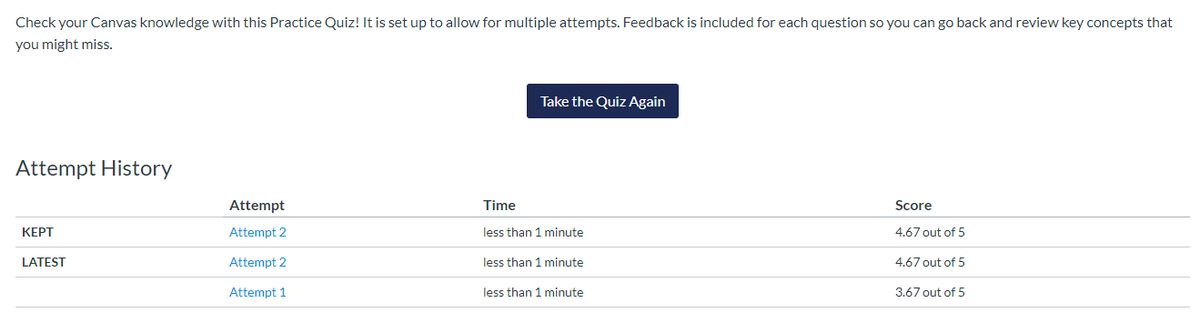 Check your Canvas knowledge with this Practice Quiz! It is set up to allow for multiple attempts. Feedback is included for each question so you can go back and review key concepts that
you might miss.
Take the Quiz Again
Attempt History
Attempt Time Score
KEPT Attempt 2 less than 1 minute 4.67 out of 5
LATEST Attempt 2 less than 1 minute 4.67 out of 5
Attempt 1 less than 1 minute 3.67 out of 5